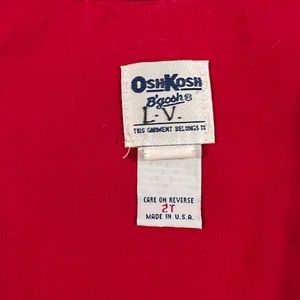 OSHKOSH
B'gosh®
L.V.
THIS GARMENT BELONGS TO
CARE ON REVERSE
2T
MADE IN U.S.A.